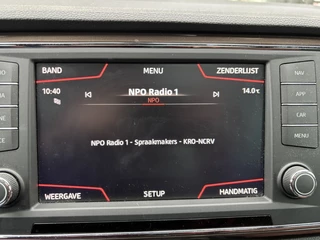 BAND MENU ZENDERLIJST
10:40 NPO Radio 1 14.0°C
NPO
NPO Radio 1 - Spraakmakers - KRO-NCRV
WEERGAVE SETUP HANDMATIG
NAV
APP
CAR
MENU